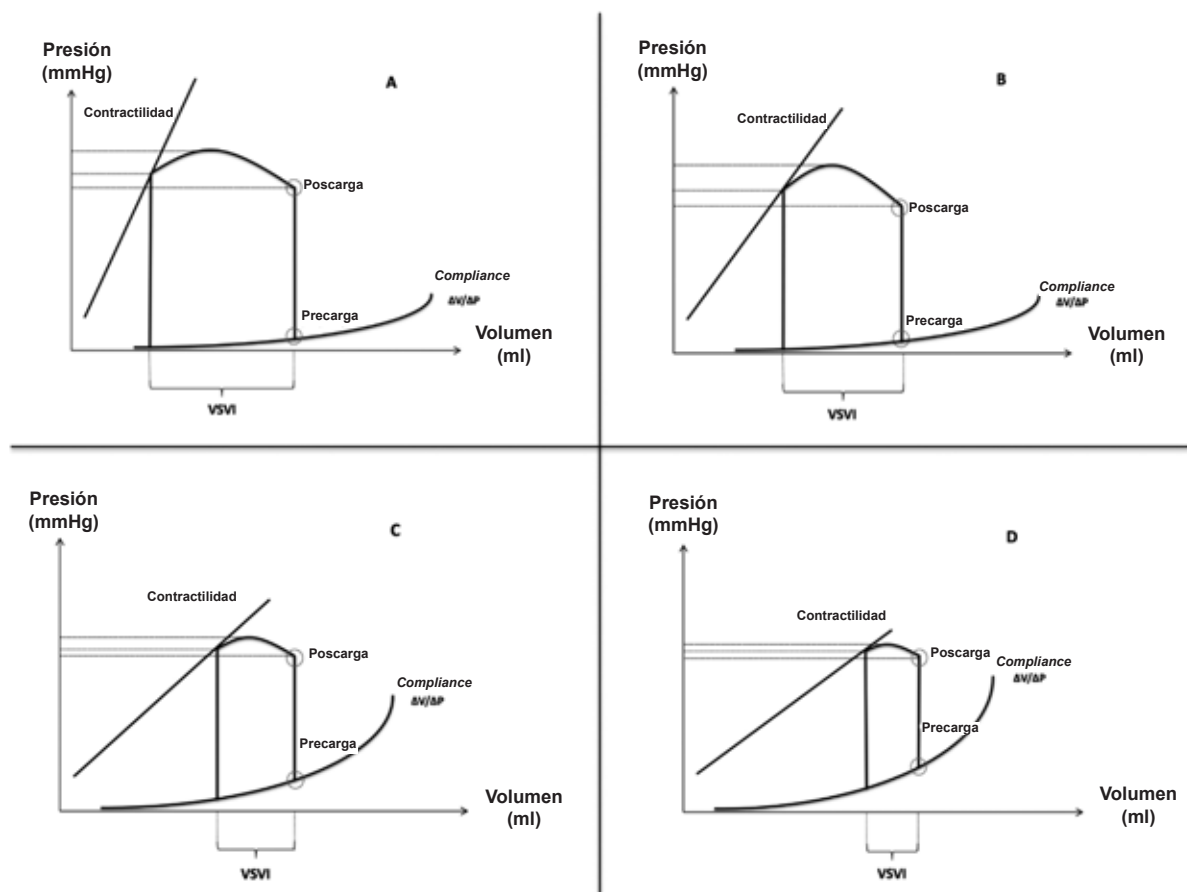 Presión
(mmHg)
A
Contractilidad
Poscarga
Compliance
ΔV/ΔP
Precarga
Volumen
(ml)
VSVI
Presión
(mmHg)
B
Contractilidad
Poscarga
Compliance
ΔV/ΔP
Precarga
Volumen
(ml)
VSVI
Presión
(mmHg)
C
Contractilidad
Poscarga
Compliance
ΔV/ΔP
Precarga
Volumen
(ml)
VSVI
Presión
(mmHg)
D
Contractilidad
Poscarga
Compliance
ΔV/ΔP
Precarga
Volumen
(ml)
VSVI